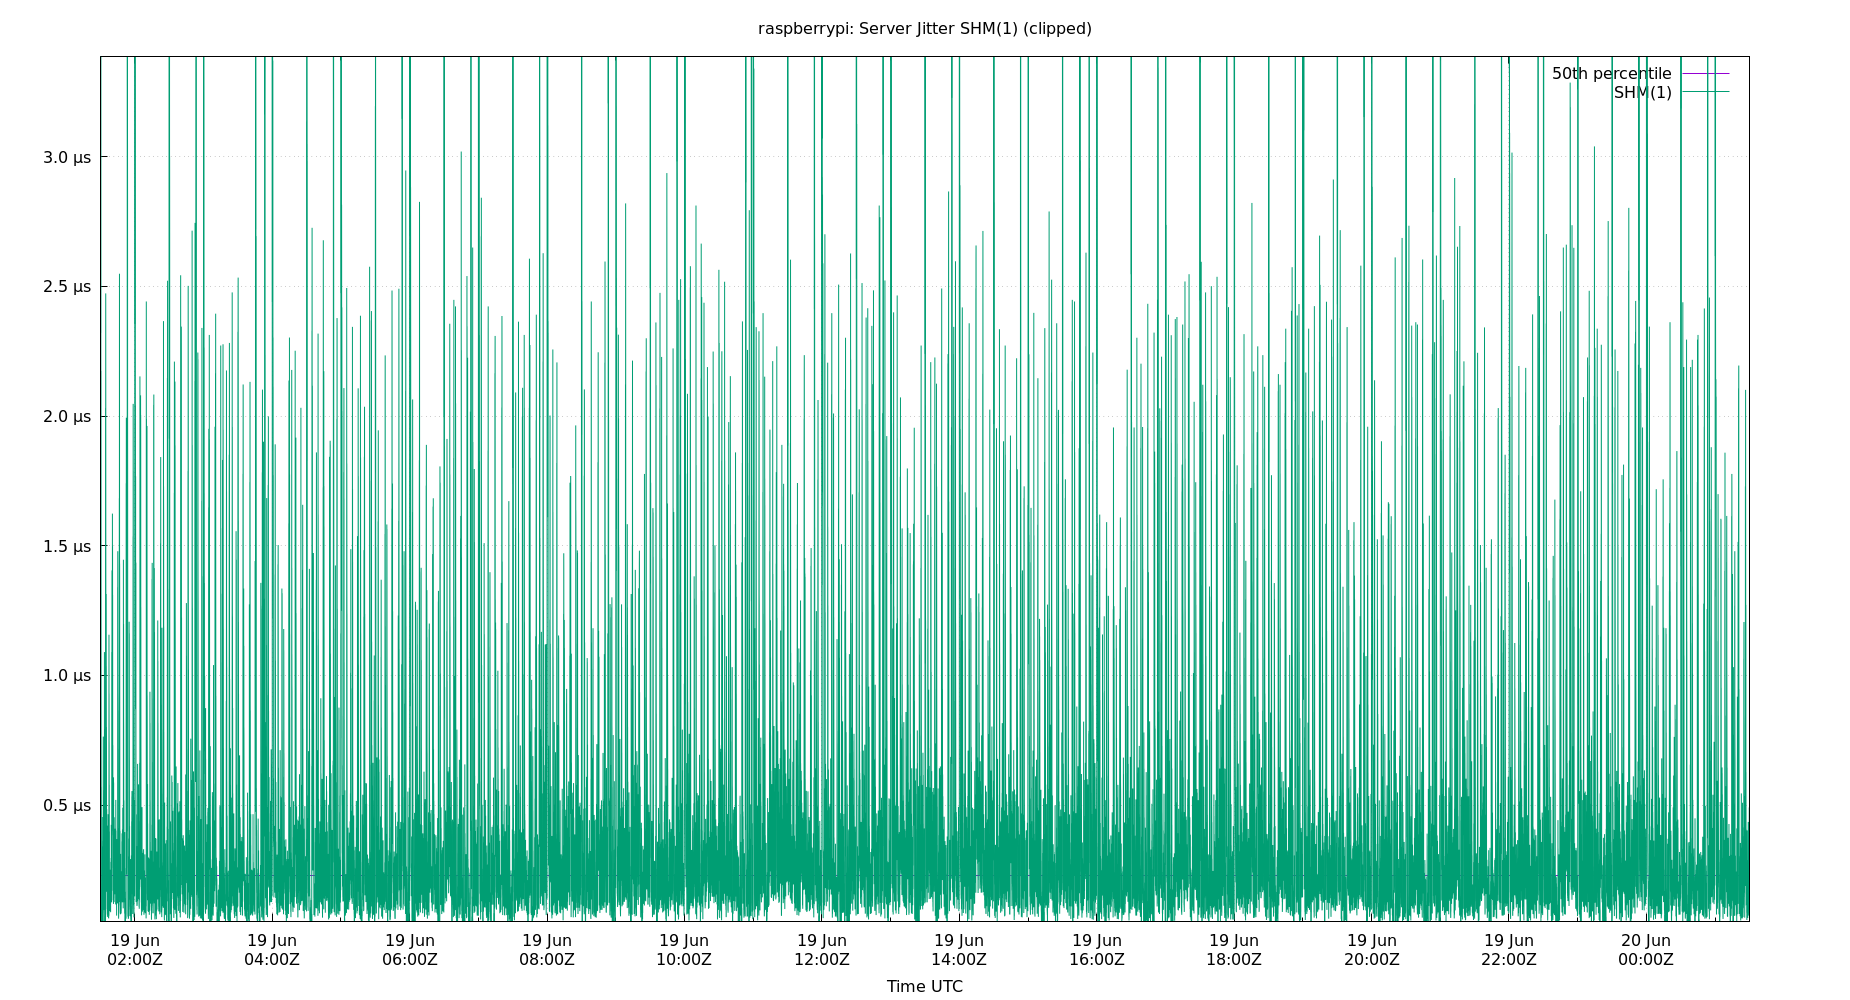 raspberrypi: Server Jitter SHM(1) (clipped)
50th percentile
SHM(1)
3.0 μs
2.5 μs
2.0 μs
1.5 μs
1.0 μs
0.5 μs
19 Jun 19 Jun 19 Jun 19 Jun 19 Jun 19 Jun 19 Jun 19 Jun 19 Jun 19 Jun 19 Jun 20 Jun
02:00Z 04:00Z 06:00Z 08:00Z 10:00Z 12:00Z 14:00Z 16:00Z 18:00Z 20:00Z 22:00Z 00:00Z
Time UTC